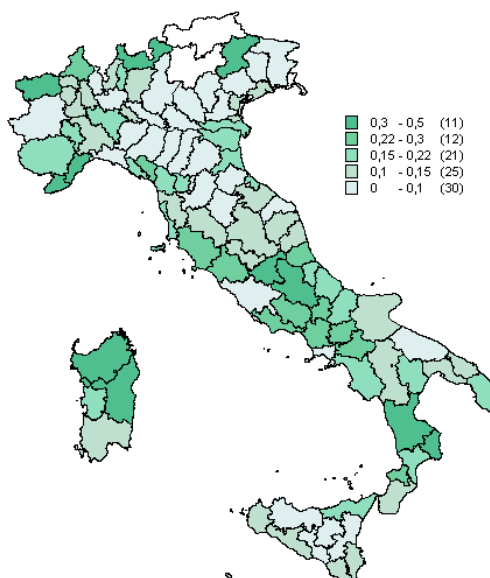 0,3 - 0,5 (11)
0,22 - 0,3 (12)
0,15 - 0,22 (21)
0,1 - 0,15 (25)
0 - 0,1 (30)